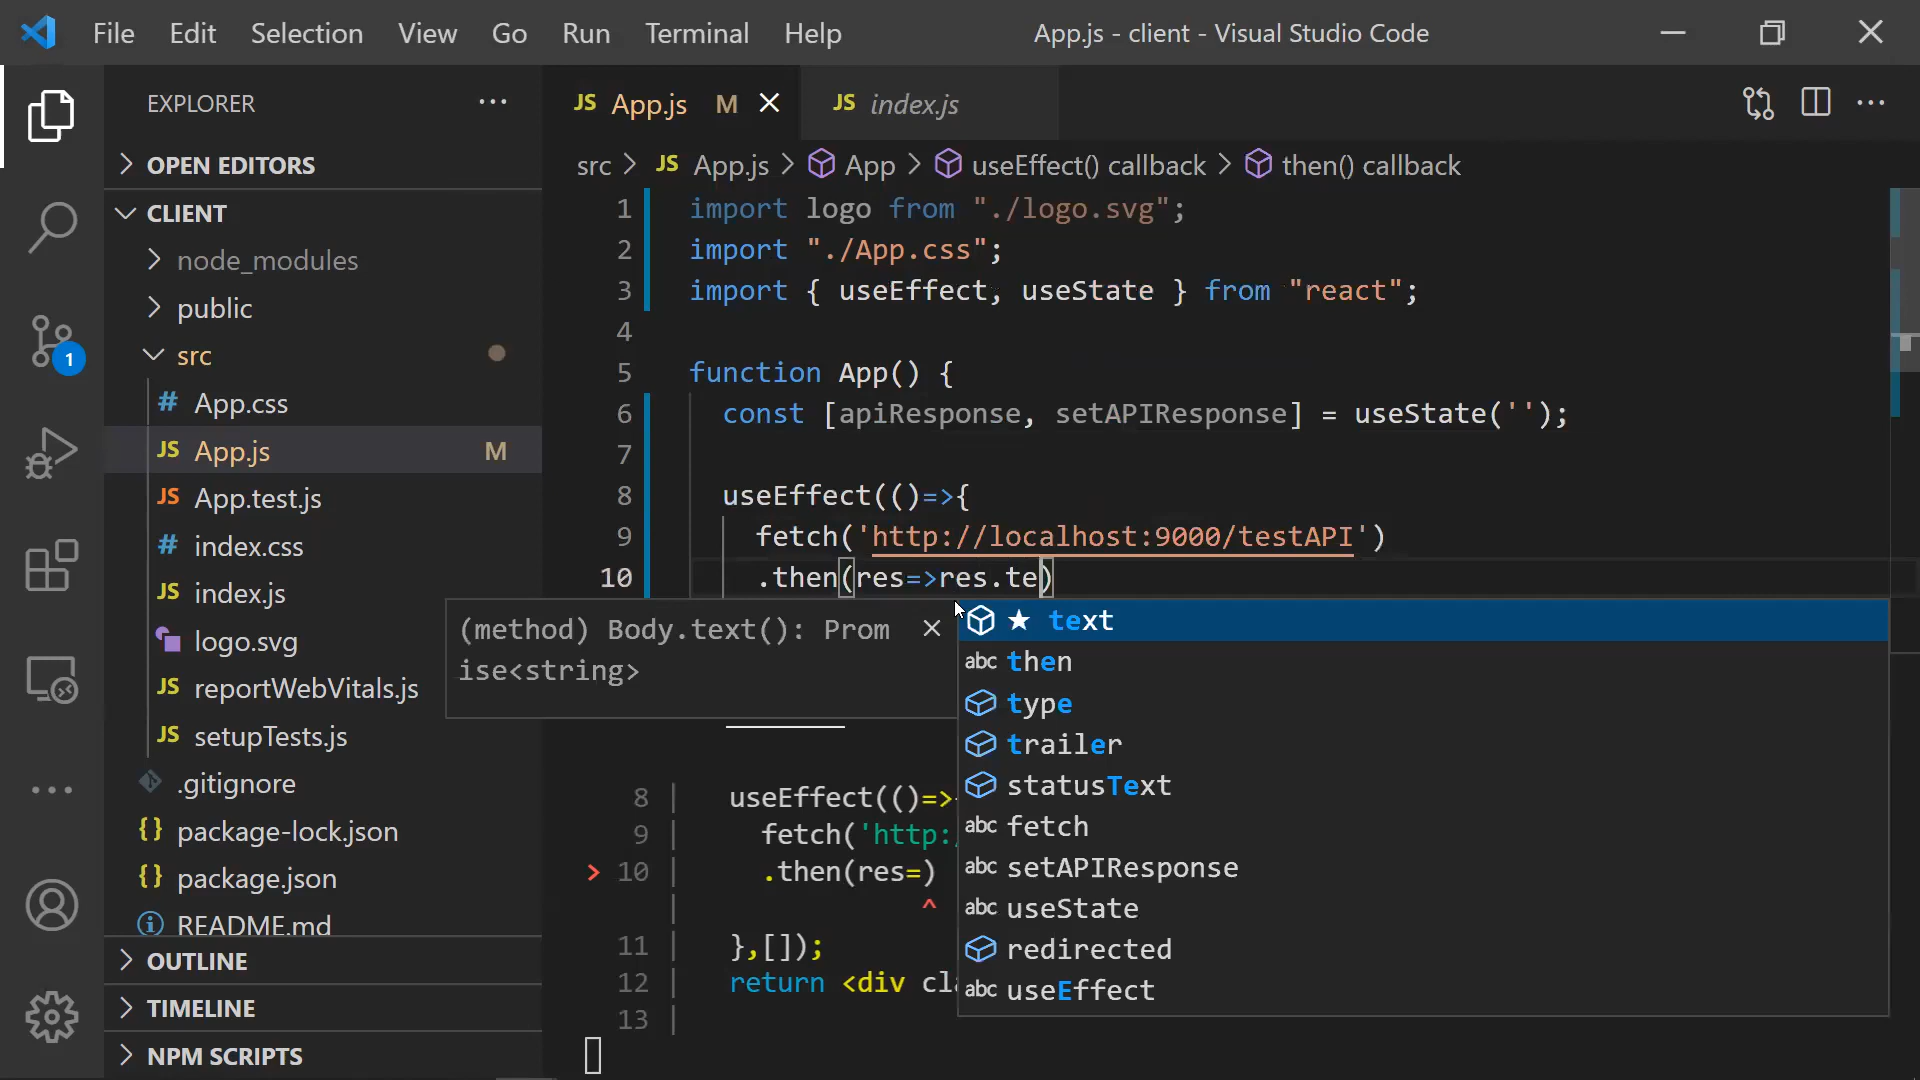 File Edit Selection View Go Run Terminal Help App.js - client - Visual Studio Code
EXPLORER
OPEN EDITORS
CLIENT
node_modules
public
src
# App.css
JS App.js M
JS App.test.js
# index.css
JS index.js
logo.svg
JS reportWebVitals.js
JS setupTests.js
.gitignore
{} package-lock.json
{} package.json
README.md
OUTLINE
TIMELINE
NPM SCRIPTS
1
JS App.js M
JS index.js
src > JS App.js > App > useEffect() callback > then() callback
1 import logo from "./logo.svg";
2 import "./App.css";
3 import { useEffect, useState } from "react";
4
5 function App() {
6 const [apiResponse, setAPIResponse] = useState('');
7
8 useEffect(()=>{
9 fetch('http://localhost:9000/testAPI')
10 .then(res=>res.te)
(method) Body.text(): Prom
ise<string>
★ text
abc then
type
trailer
statusText
abc fetch
abc setAPIResponse
abc useState
redirected
abc useEffect
8 | useEffect(()=>
9 | fetch('http:
> 10 | .then(res=)
| ^
11 | },[]);
12 | return <div cl
13 |